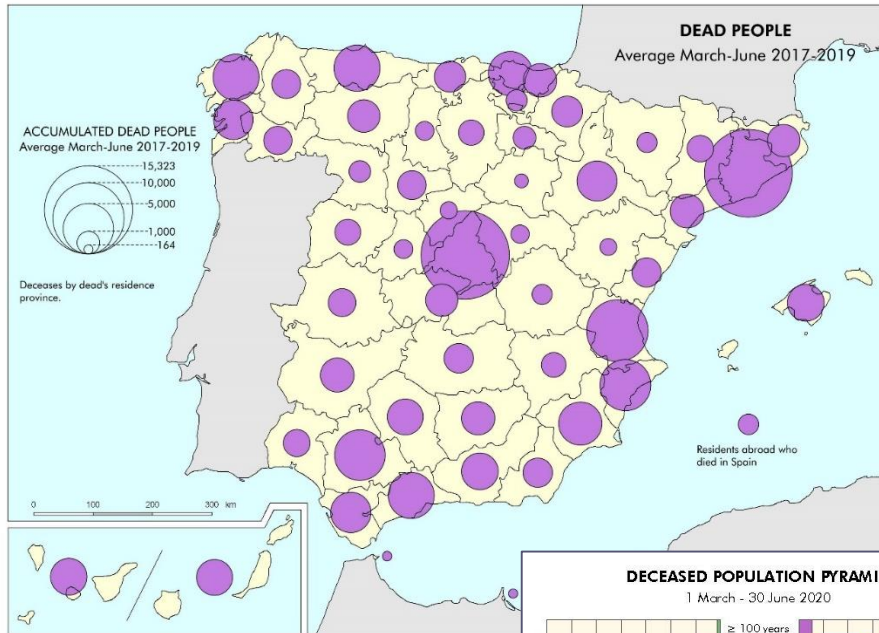 DEAD PEOPLE
Average March-June 2017-2019
ACCUMULATED DEAD PEOPLE
Average March-June 2017-2019
15,323
10,000
5,000
1,000
164
Deceases by dead's residence
province.
Residents abroad who
died in Spain
0 100 200 300 km
DECEASED POPULATION PYRAMI
1 March - 30 June 2020
≥ 100 years